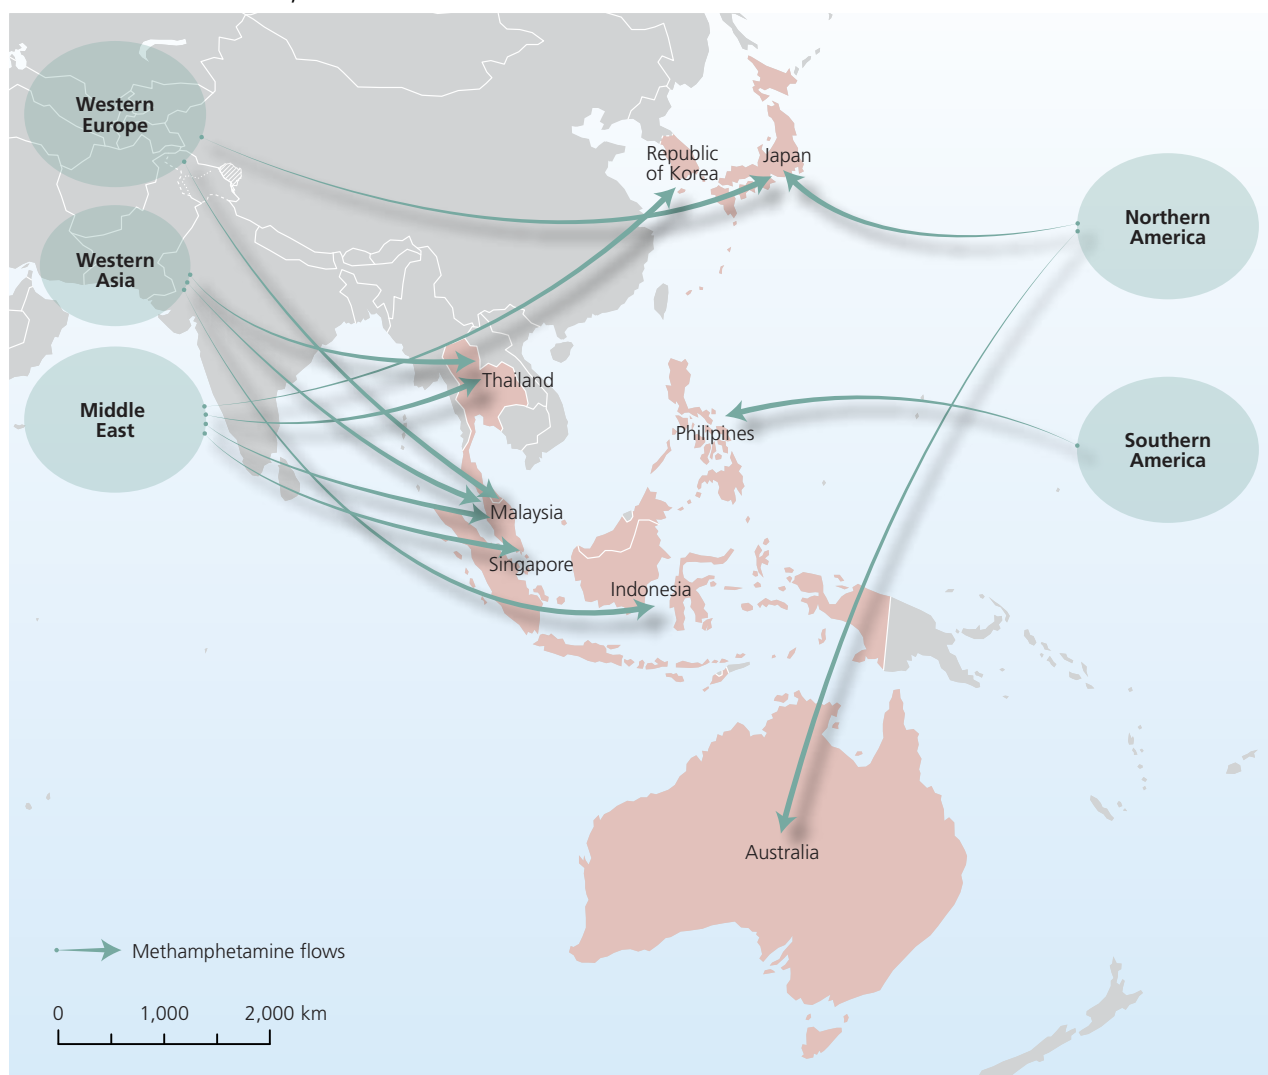 Western
Europe
Republic
of Korea
Japan
Northern
America
Western
Asia
Thailand
Middle
East
Philipines
Southern
America
Malaysia
Singapore
Indonesia
Australia
Methamphetamine flows
0 1,000 2,000 km